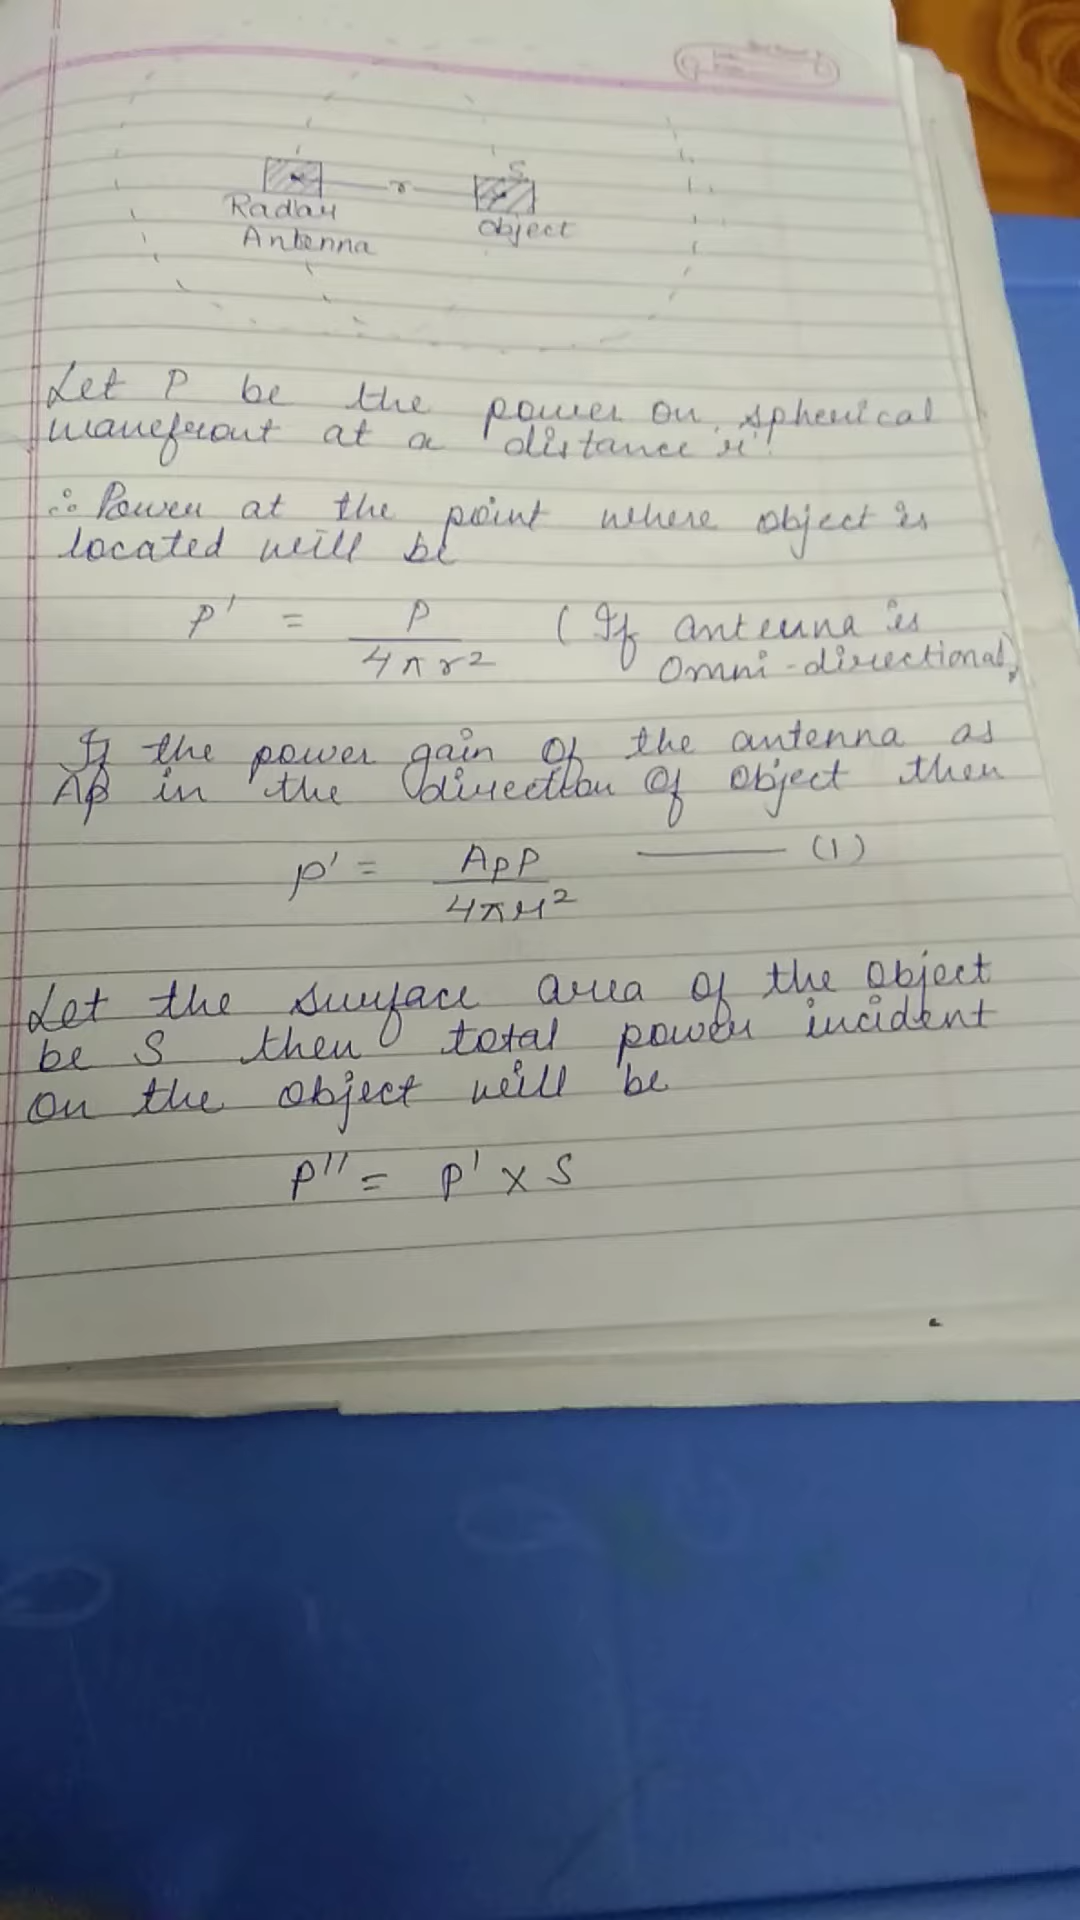 S
r
Radar
Object
Antenna
Let P be the power on spherical
wavefront at a distance 'r'.
∴ Power at the point where object is
located will be
P' = P / 4πr² (If antenna is
Omni-directional)
If the power gain of the antenna as
Ap in the direction of object then
p' = ApP / 4πr² —— (1)
Let the surface area of the object
be S then total power incident
on the object will be
P'' = P' × S